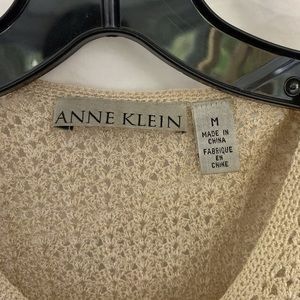 ANNE KLEIN
M
MADE IN
CHINA
FABRIQUE
EN
CHINE